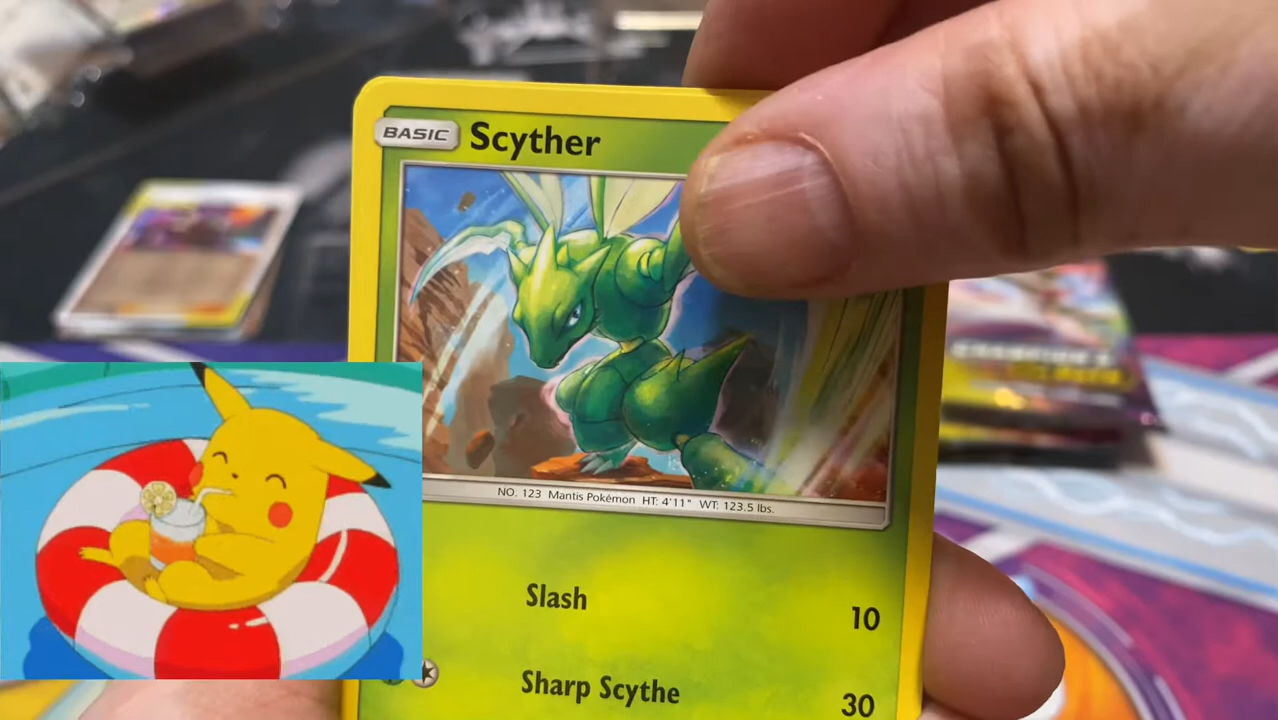 BASIC Scyther
NO. 123 Mantis Pokémon HT: 4'11" WT: 123.5 lbs.
Slash 10
Sharp Scythe 30